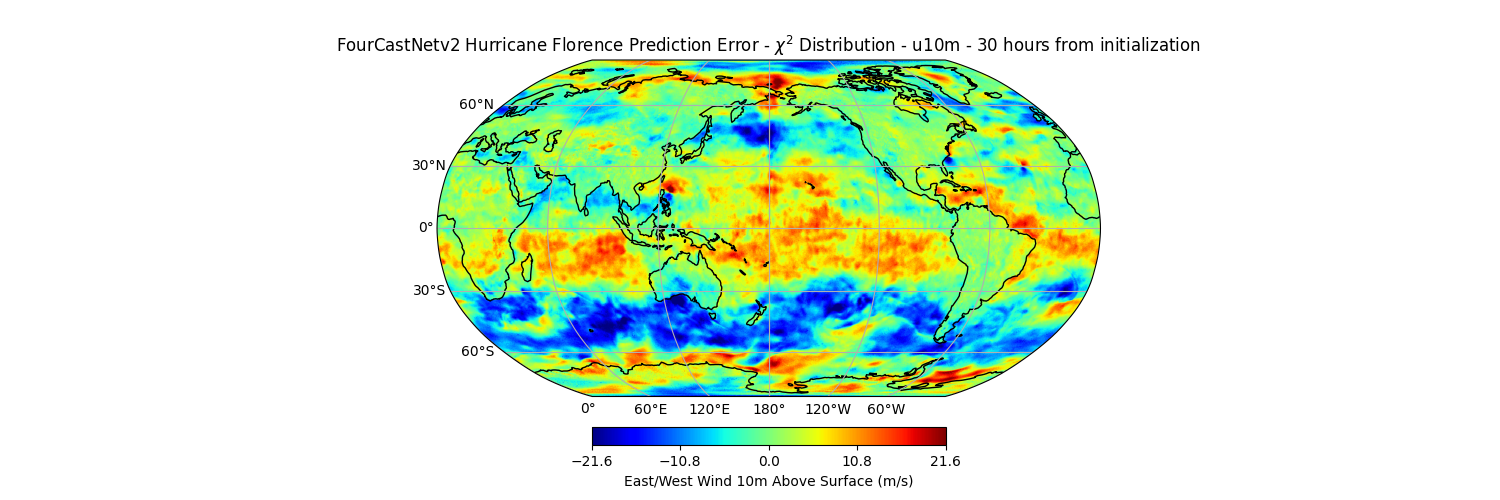 FourCastNetv2 Hurricane Florence Prediction Error - χ² Distribution - u10m - 30 hours from initialization
60°N
30°N
0°
30°S
60°S
0° 60°E 120°E 180° 120°W 60°W
−21.6 −10.8 0.0 10.8 21.6
East/West Wind 10m Above Surface (m/s)